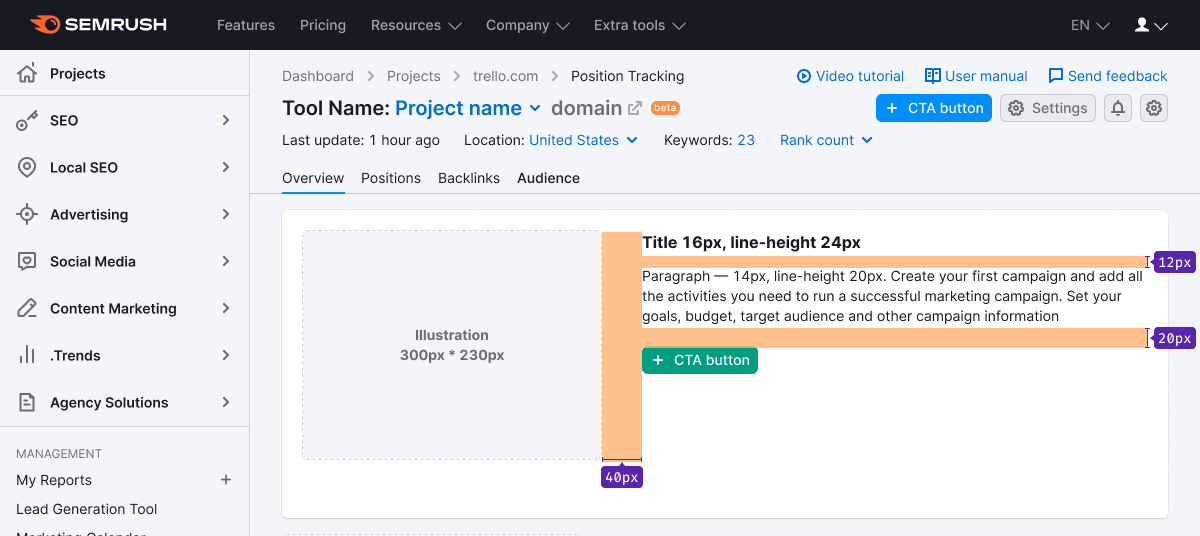 SEMRUSH Features Pricing Resources Company Extra tools EN
Projects
SEO
Local SEO
Advertising
Social Media
Content Marketing
.Trends
Agency Solutions
MANAGEMENT
My Reports
Lead Generation Tool
Marketing Calendar
Dashboard Projects trello.com Position Tracking
Video tutorial User manual Send feedback
Tool Name: Project name domain beta
+ CTA button Settings
Last update: 1 hour ago Location: United States Keywords: 23 Rank count
Overview Positions Backlinks Audience
Illustration
300px * 230px
40px
Title 16px, line-height 24px
12px
Paragraph — 14px, line-height 20px. Create your first campaign and add all
the activities you need to run a successful marketing campaign. Set your
goals, budget, target audience and other campaign information
20px
+ CTA button